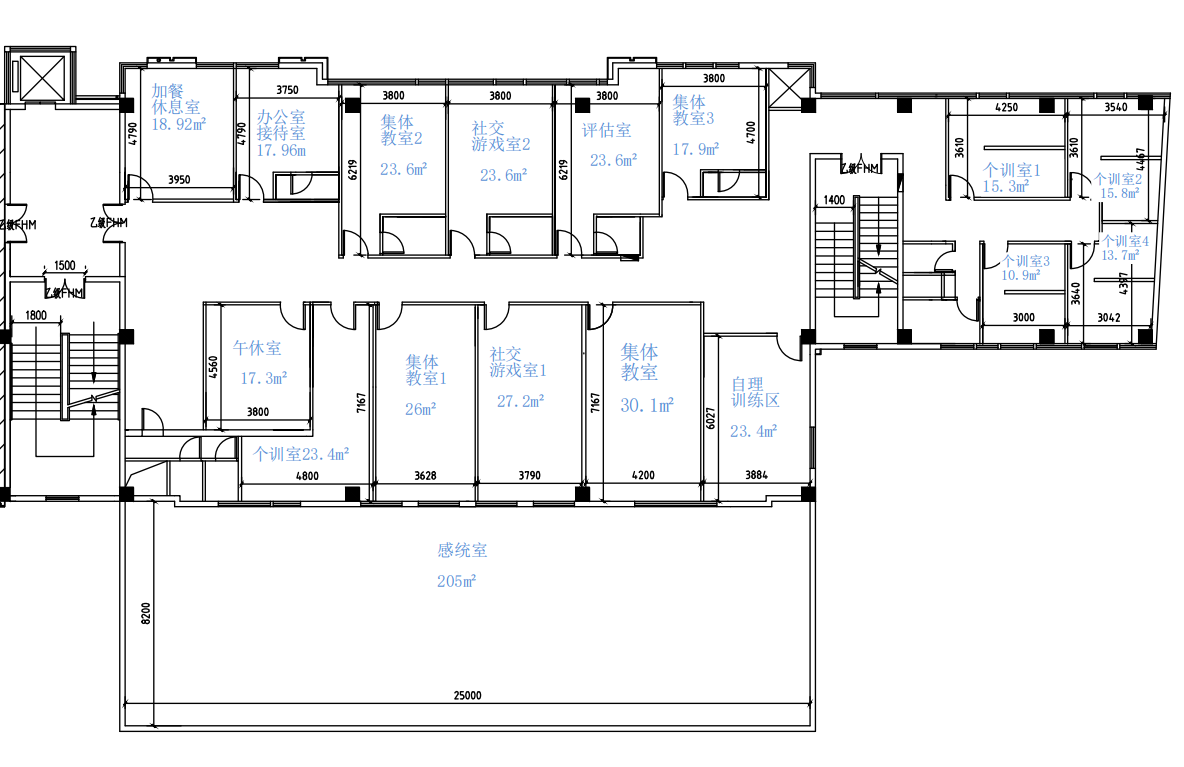 加餐
休息室
18.92㎡
4790
3950
3750
办公室
接待室
17.96m
4790
3800
集体
教室2
23.6㎡
6219
3800
社交
游戏室2
23.6㎡
3800
评估室
23.6㎡
6219
3800
集体
教室3
17.9㎡
4700
乙级FHM
1400
4250
3610
个训室1
15.3㎡
3540
3610
4467
个训室2
15.8㎡
个训室4
13.7㎡
4397
3640
3042
个训室3
10.9㎡
3000
乙级FHM
乙级FHM
1500
乙级FHM
1800
午休室
17.3㎡
4560
3800
个训室23.4㎡
4800
7167
集体
教室1
26㎡
3628
社交
游戏室1
27.2㎡
3790
7167
集体
教室
30.1㎡
4200
自理
训练区
23.4㎡
6027
3884
感统室
205㎡
8200
25000